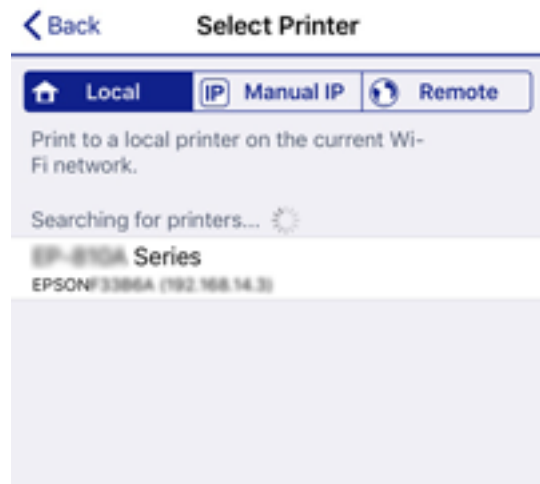 Back Select Printer
Local IP Manual IP Remote
Print to a local printer on the current Wi-
Fi network.
Searching for printers...
Series
EPSON